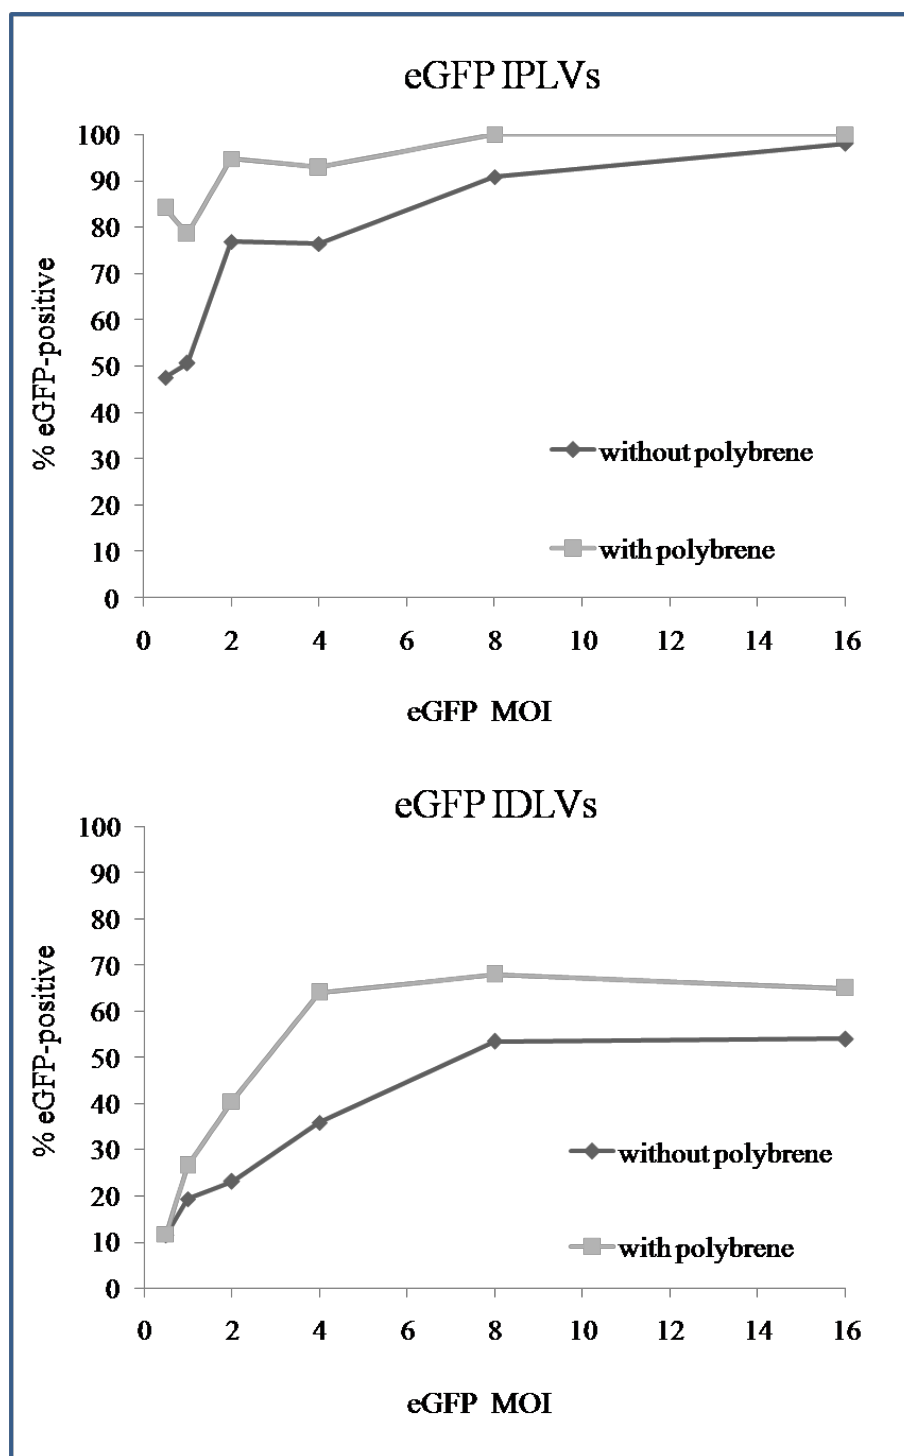 eGFP IPLVs
100
90
80
70
60
50
40
30
20
10
0
% eGFP-positive
without polybrene
with polybrene
0 2 4 6 8 10 12 14 16
eGFP MOI
eGFP IDLVs
100
90
80
70
60
50
40
30
20
10
0
% eGFP-positive
without polybrene
with polybrene
0 2 4 6 8 10 12 14 16
eGFP MOI